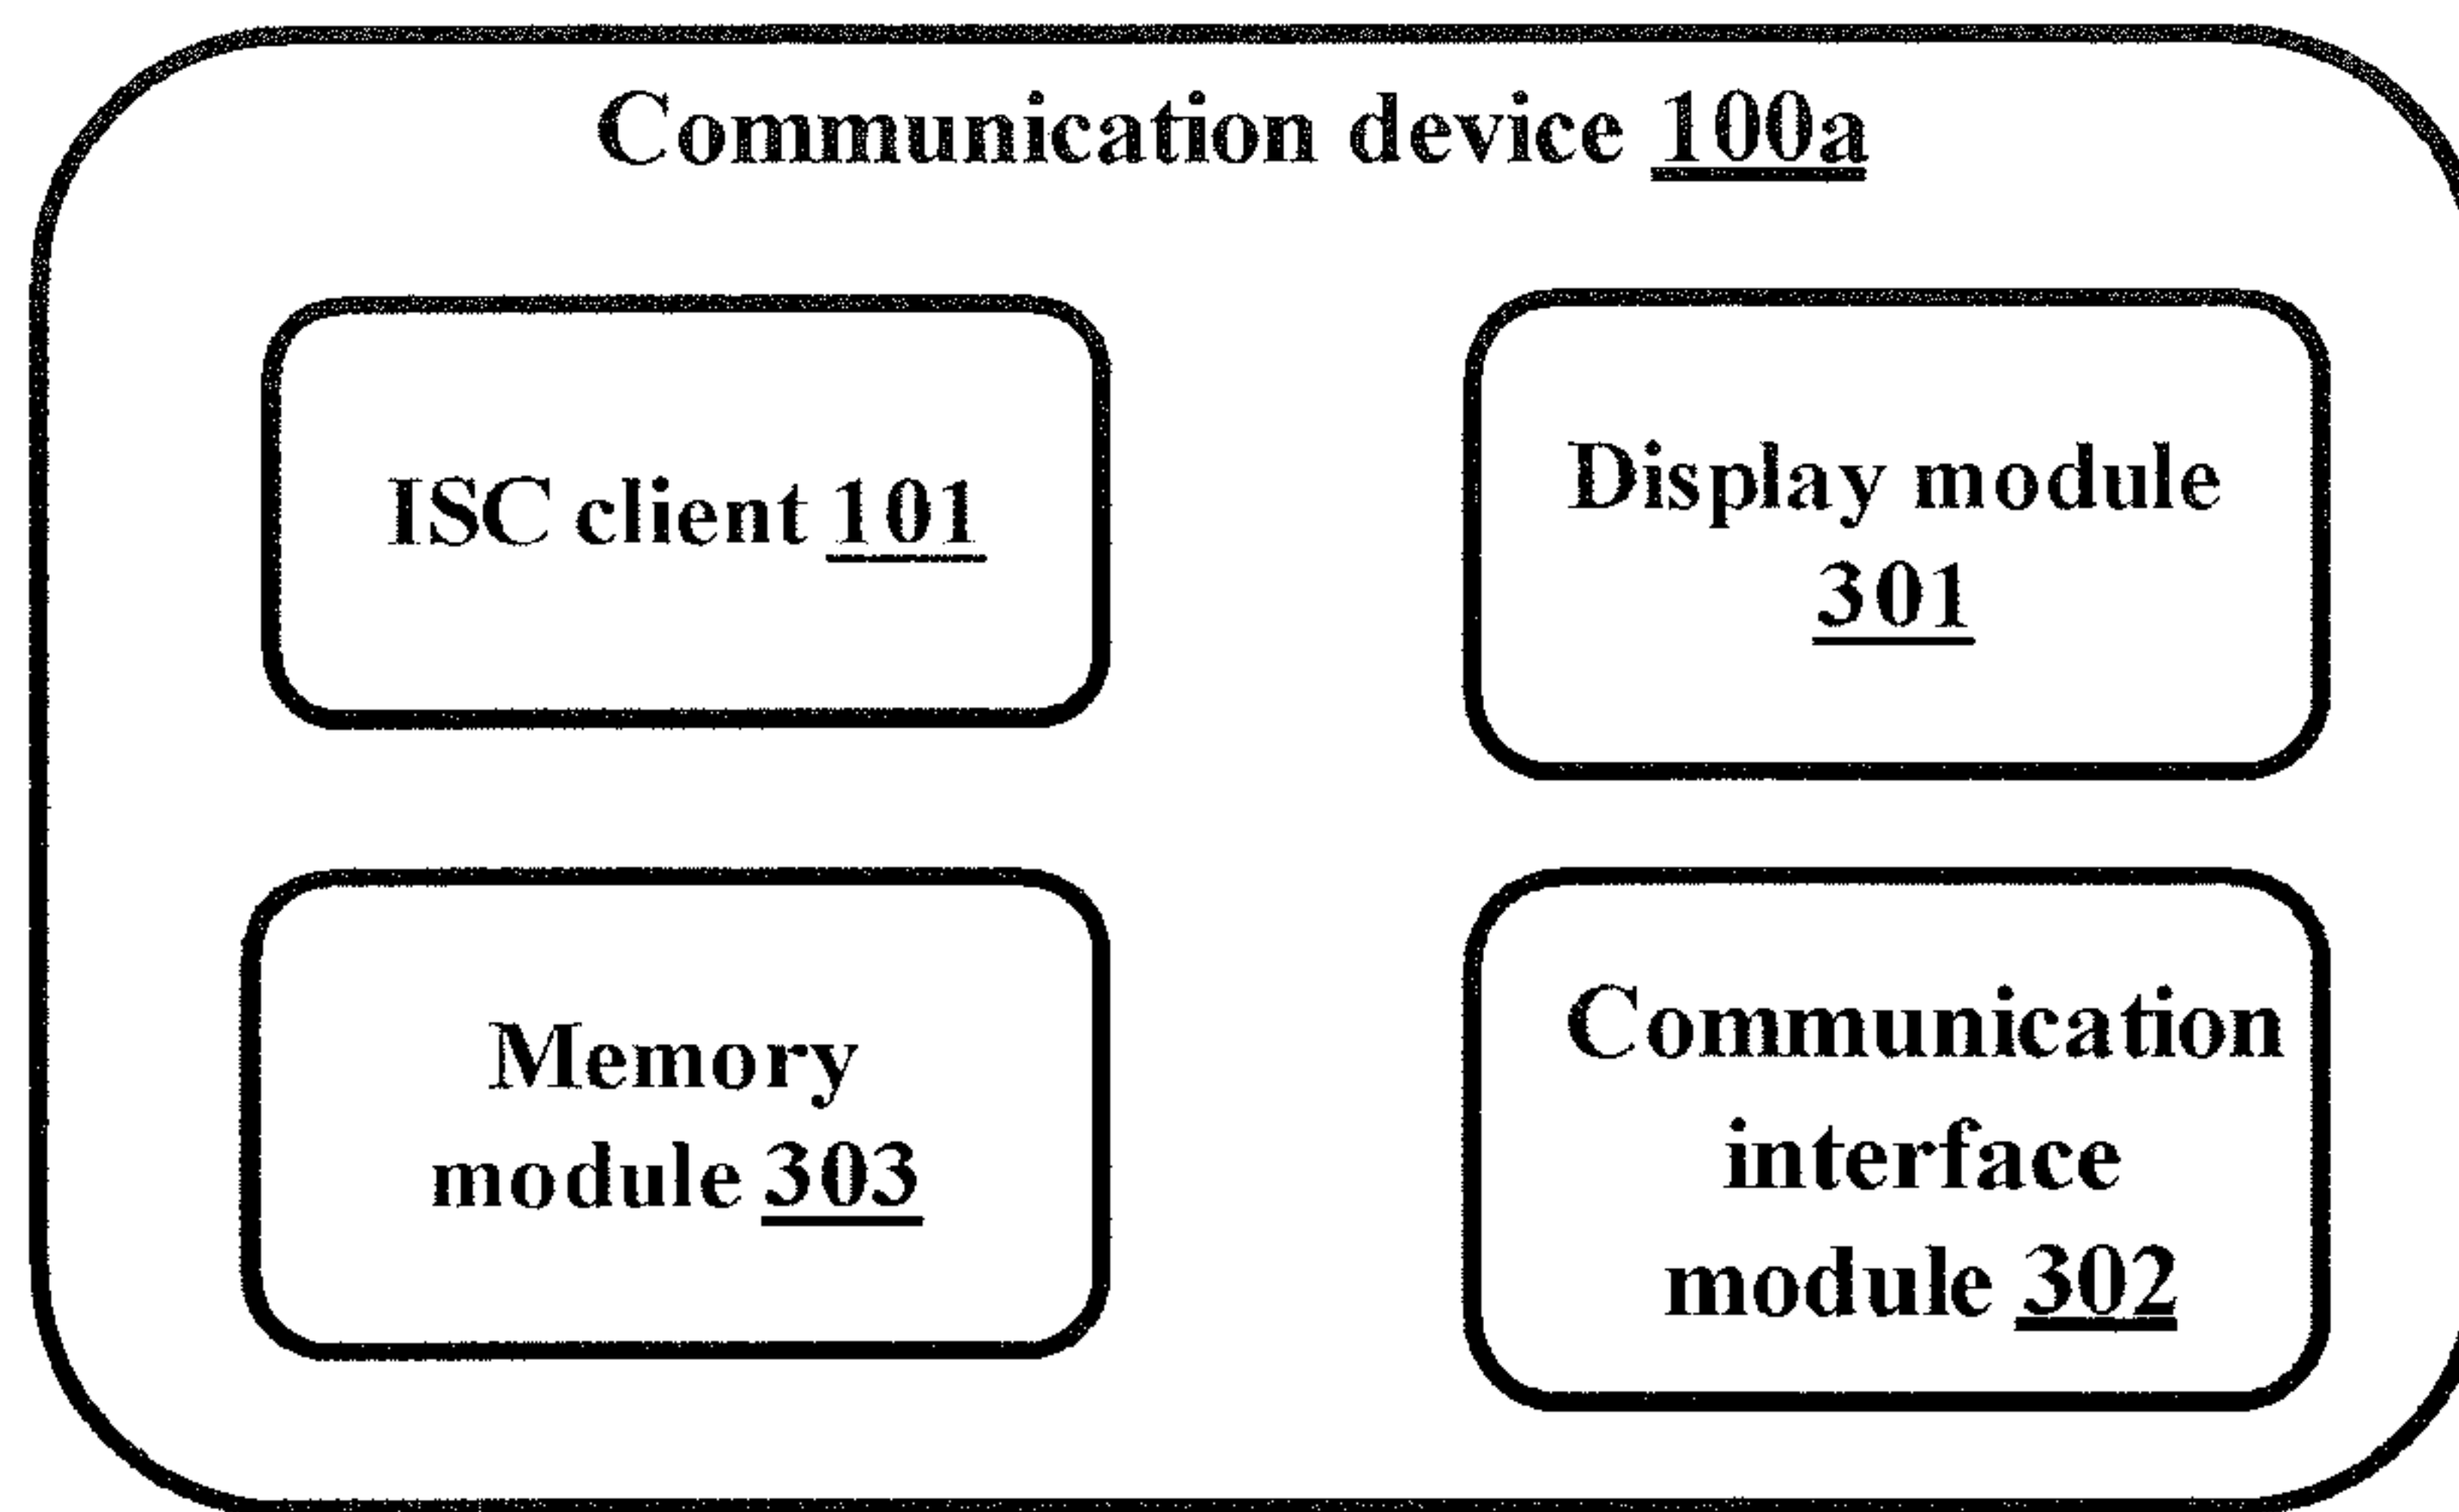 Communication device 100a
ISC client 101
Display module
301
Memory
module 303
Communication
interface
module 302